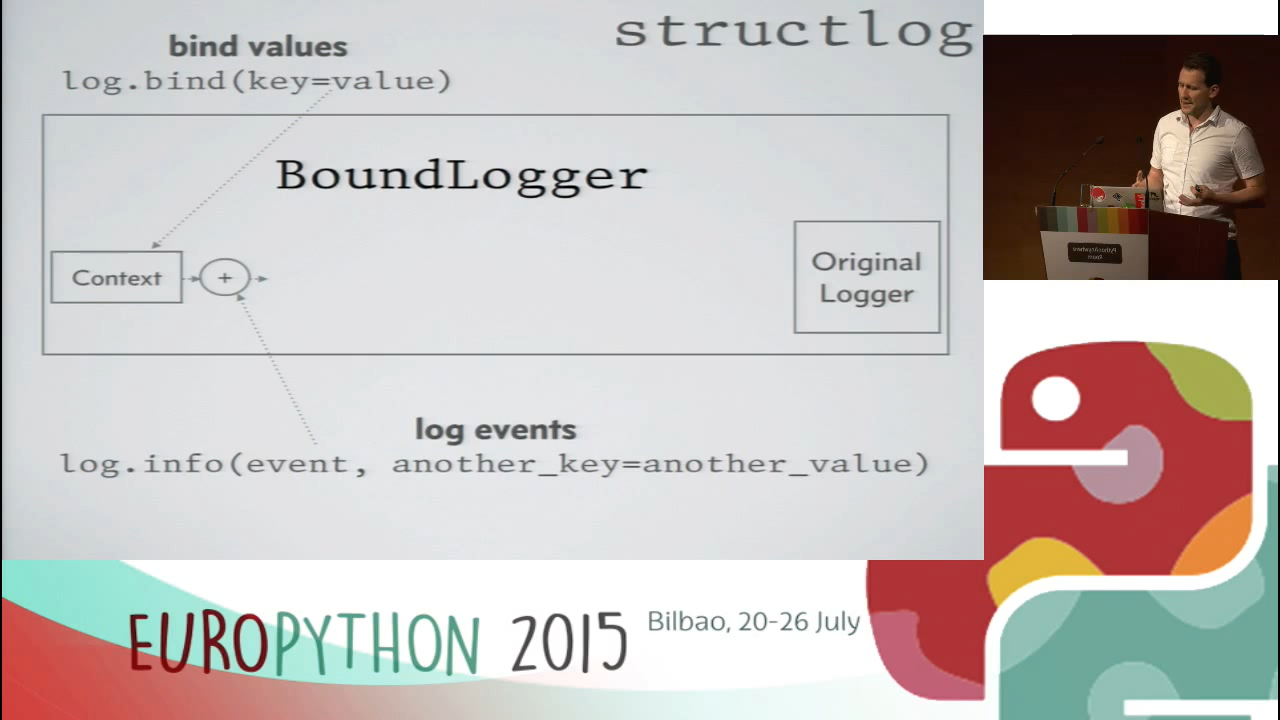 structlog
bind values
log.bind(key=value)
BoundLogger
Context
+
Original
Logger
log events
log.info(event, another_key=another_value)
EUROPYTHON 2015
Bilbao, 20-26 July